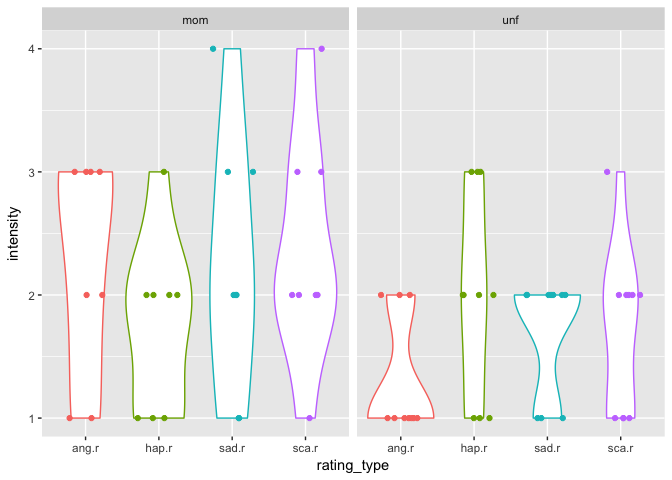 mom unf
4
3
2
1
intensity
ang.r hap.r sad.r sca.r ang.r hap.r sad.r sca.r
rating_type